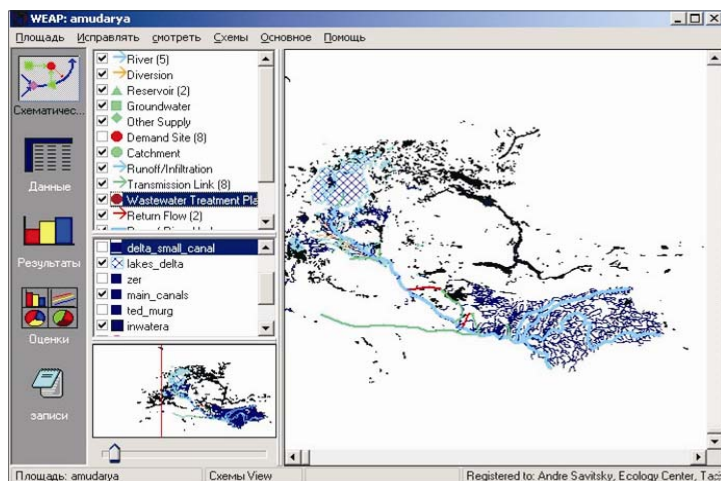 WEAP: amudarya
Площадь Исправлять смотреть Схемы Основное Помощь
Схематичес...
Данные
Результаты
Оценки
записи
River (5)
Diversion
Reservoir (2)
Groundwater
Other Supply
Demand Site (8)
Catchment
Runoff/Infiltration
Transmission Link (8)
Wastewater Treatment Pla
Return Flow (2)
delta_small_canal
lakes_delta
zer
main_canals
ted_murg
inwatera
Площадь: amudarya
Схемы View
Registered to: Andre Savitsky, Ecology Center, Tas